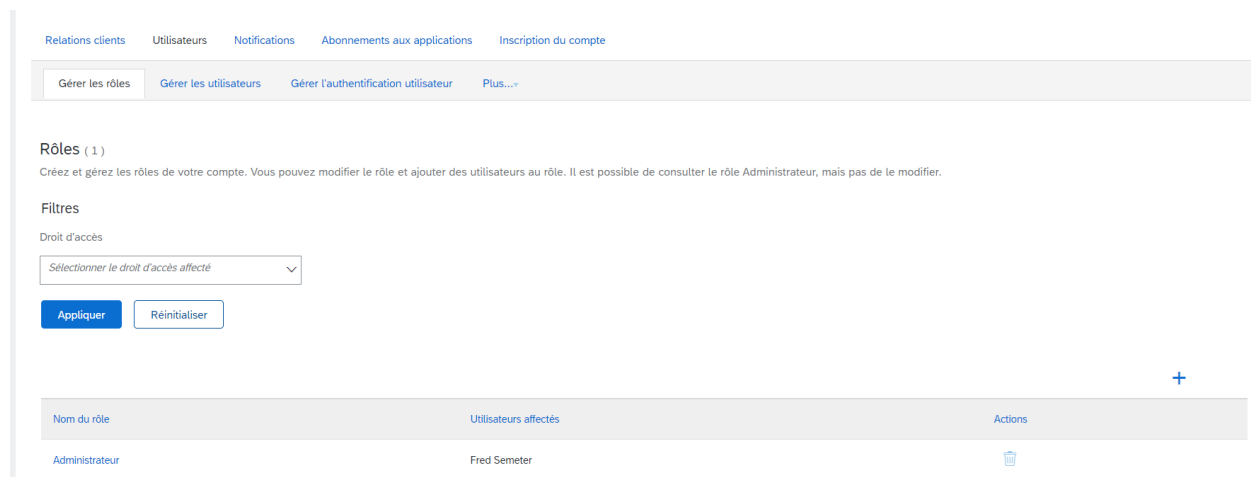 Relations clients Utilisateurs Notifications Abonnements aux applications Inscription du compte
Gérer les rôles Gérer les utilisateurs Gérer l'authentification utilisateur Plus...
Rôles ( 1 )
Créez et gérez les rôles de votre compte. Vous pouvez modifier le rôle et ajouter des utilisateurs au rôle. Il est possible de consulter le rôle Administrateur, mais pas de le modifier.
Filtres
Droit d'accès
Sélectionner le droit d'accès affecté
Appliquer Réinitialiser
+
Nom du rôle Utilisateurs affectés Actions
Administrateur Fred Semeter